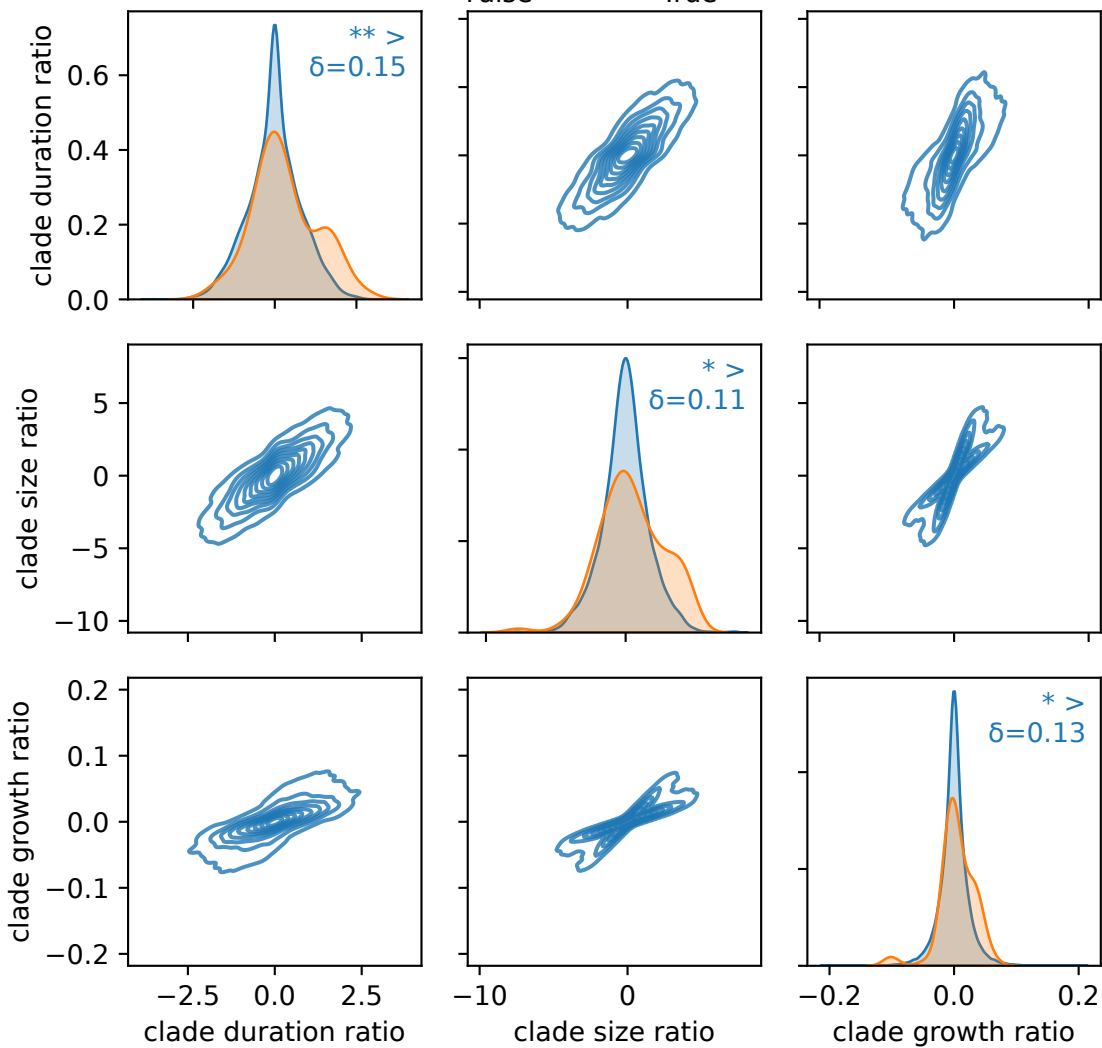 True
clade duration ratio
0.6
0.4
0.2
0.0
** >
δ=0.15
clade size ratio
5
0
−5
−10
* >
δ=0.11
clade growth ratio
0.2
0.1
0.0
−0.1
−0.2
* >
δ=0.13
−2.5 0.0 2.5
−10 0
−0.2 0.0 0.2
clade duration ratio
clade size ratio
clade growth ratio